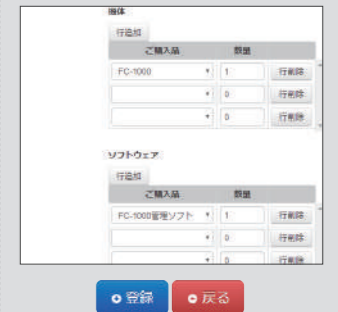 機体
行追加
ご購入品 数量
FC-1000 1 行削除
0 行削除
0 行削除
ソフトウェア
行追加
ご購入品 数量
FC-1000管理ソフト 1 行削除
0 行削除
0 行削除
登録 戻る